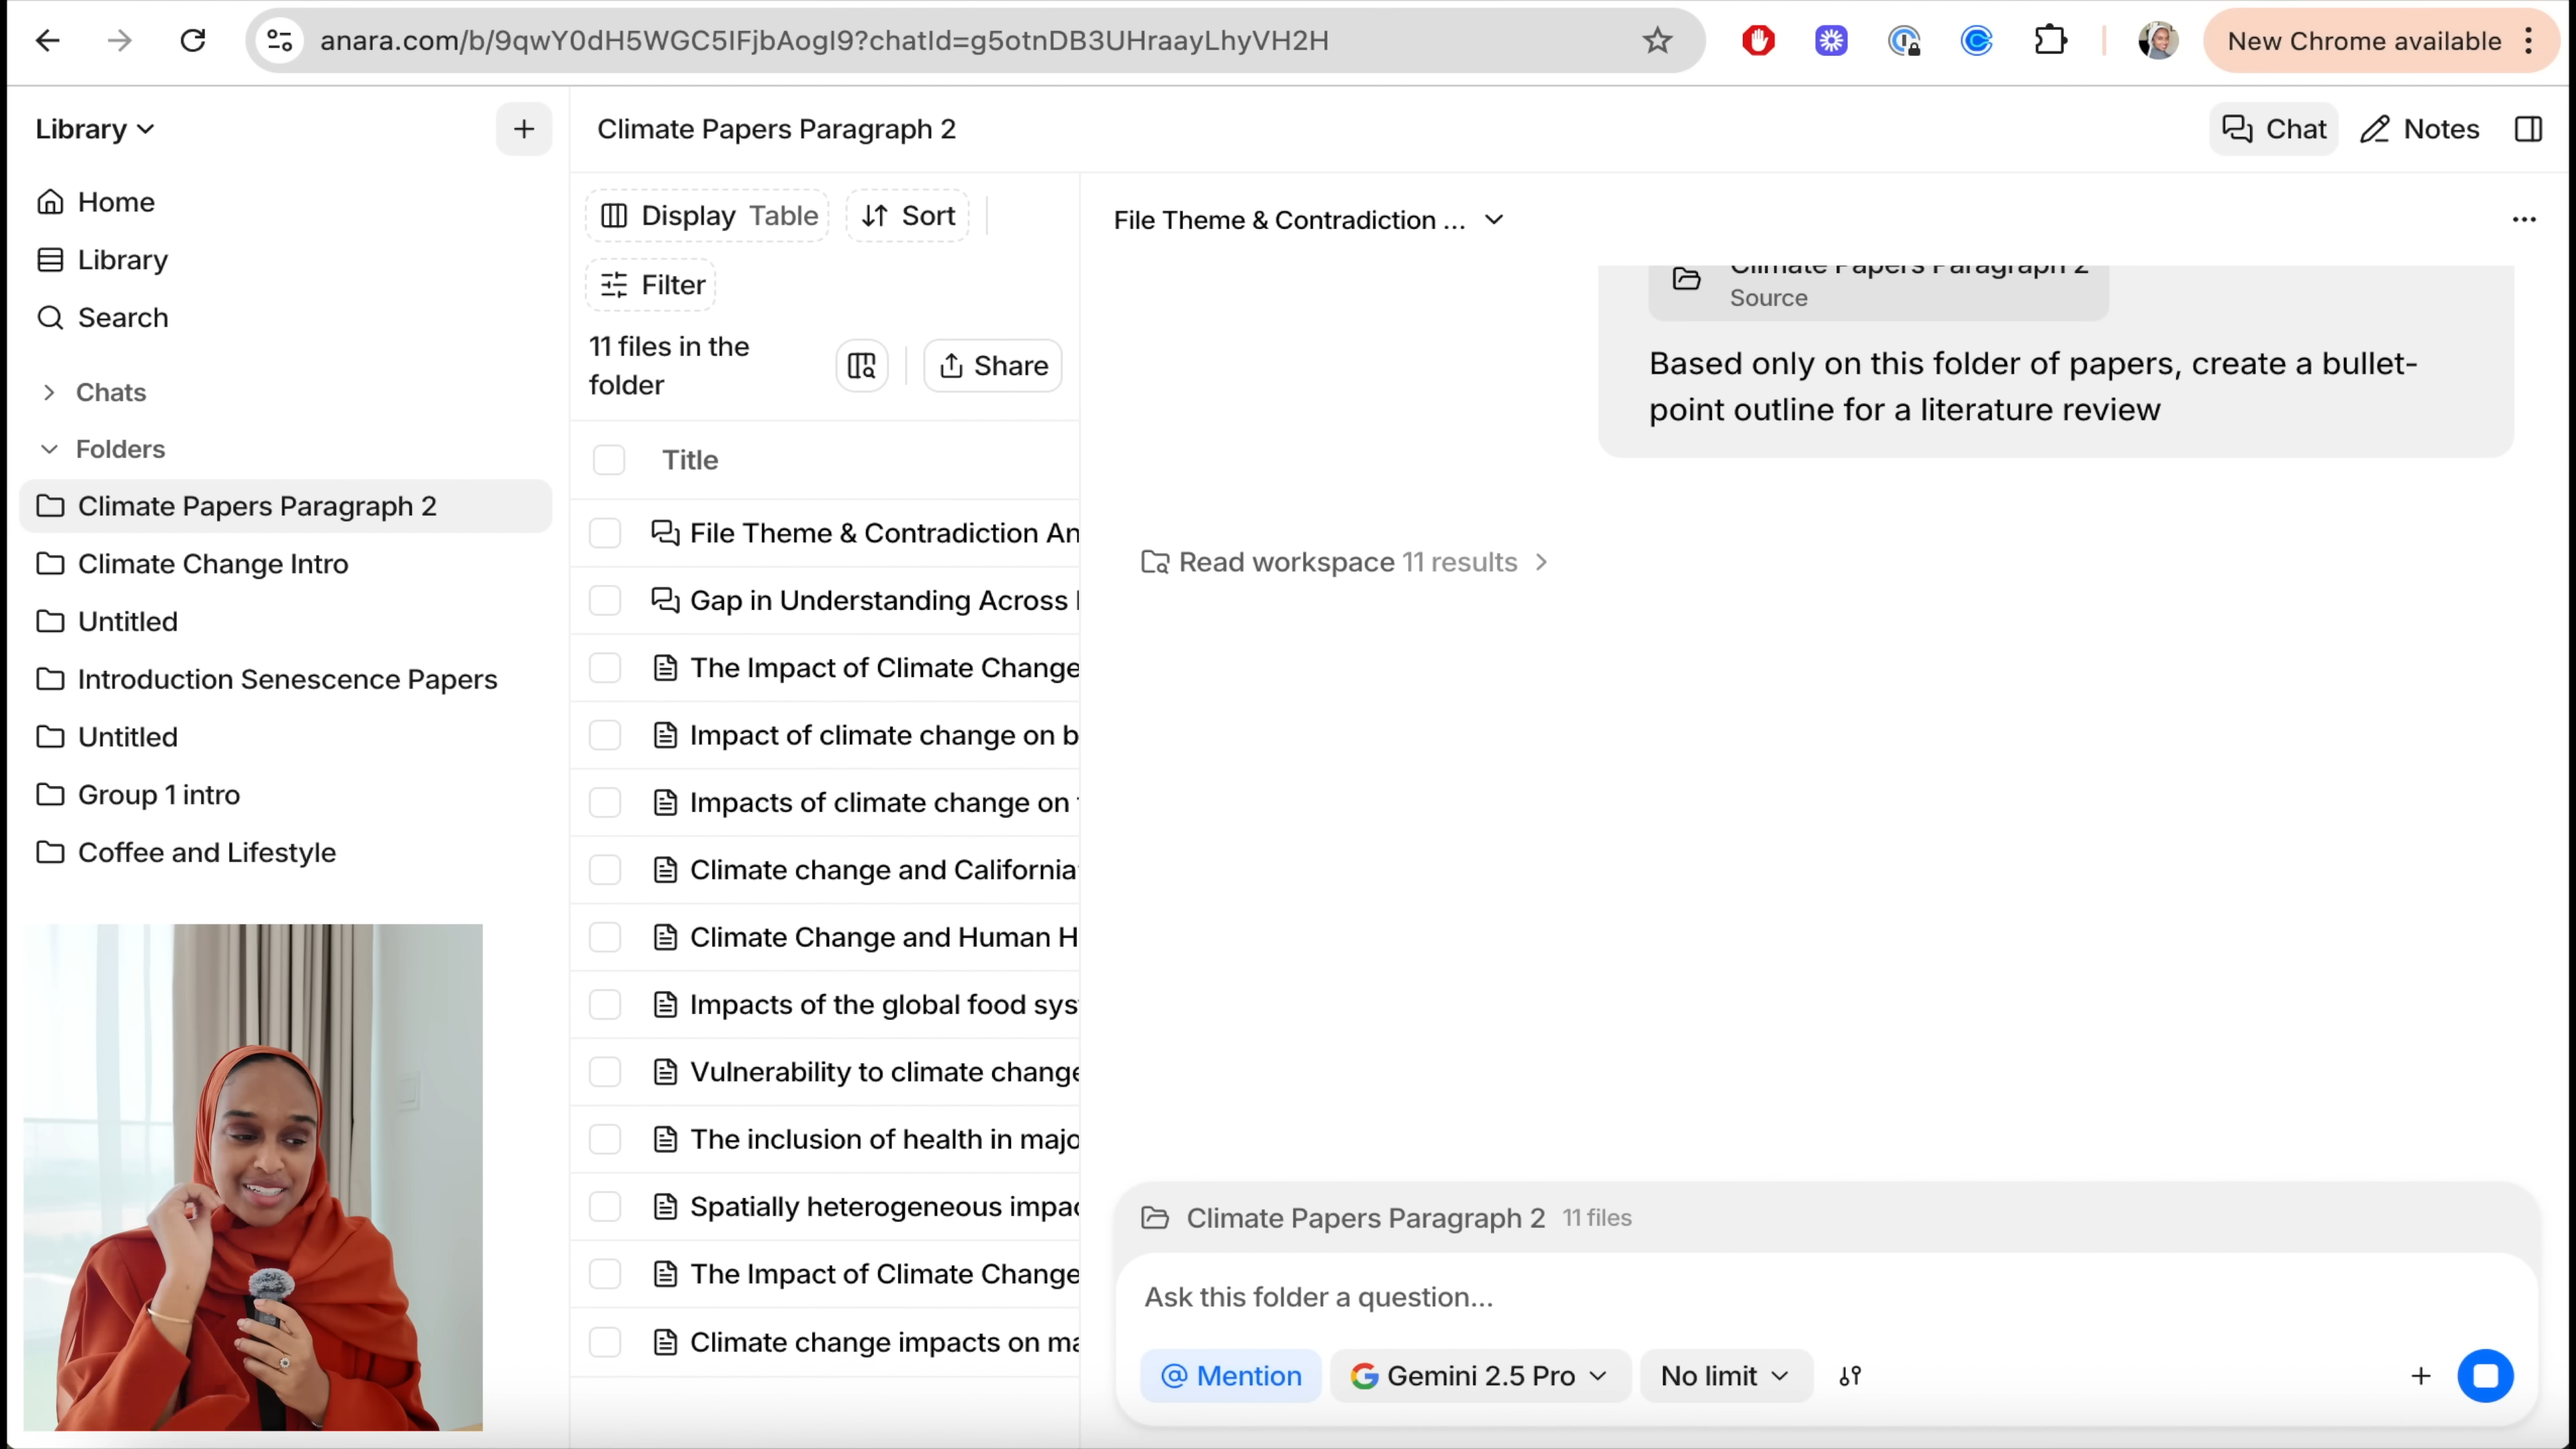 anara.com/b/9qwY0dH5WGC5IFjbAogI9?chatId=g5otnDB3UHraayLhyVH2H
New Chrome available
Library
Climate Papers Paragraph 2
Chat
Notes
Home
Library
Search
Chats
Folders
Climate Papers Paragraph 2
Climate Change Intro
Untitled
Introduction Senescence Papers
Untitled
Group 1 intro
Coffee and Lifestyle
Display Table
Sort
Filter
11 files in the
folder
Share
Title
File Theme & Contradiction An
Gap in Understanding Across
The Impact of Climate Change
Impact of climate change on b
Impacts of climate change on
Climate change and California
Climate Change and Human H
Impacts of the global food sys
Vulnerability to climate change
The inclusion of health in majo
Spatially heterogeneous impac
The Impact of Climate Change
Climate change impacts on ma
File Theme & Contradiction ...
Climate Papers Paragraph 2
Source
Based only on this folder of papers, create a bullet-
point outline for a literature review
Read workspace 11 results
Climate Papers Paragraph 2 11 files
Ask this folder a question...
@ Mention
Gemini 2.5 Pro
No limit